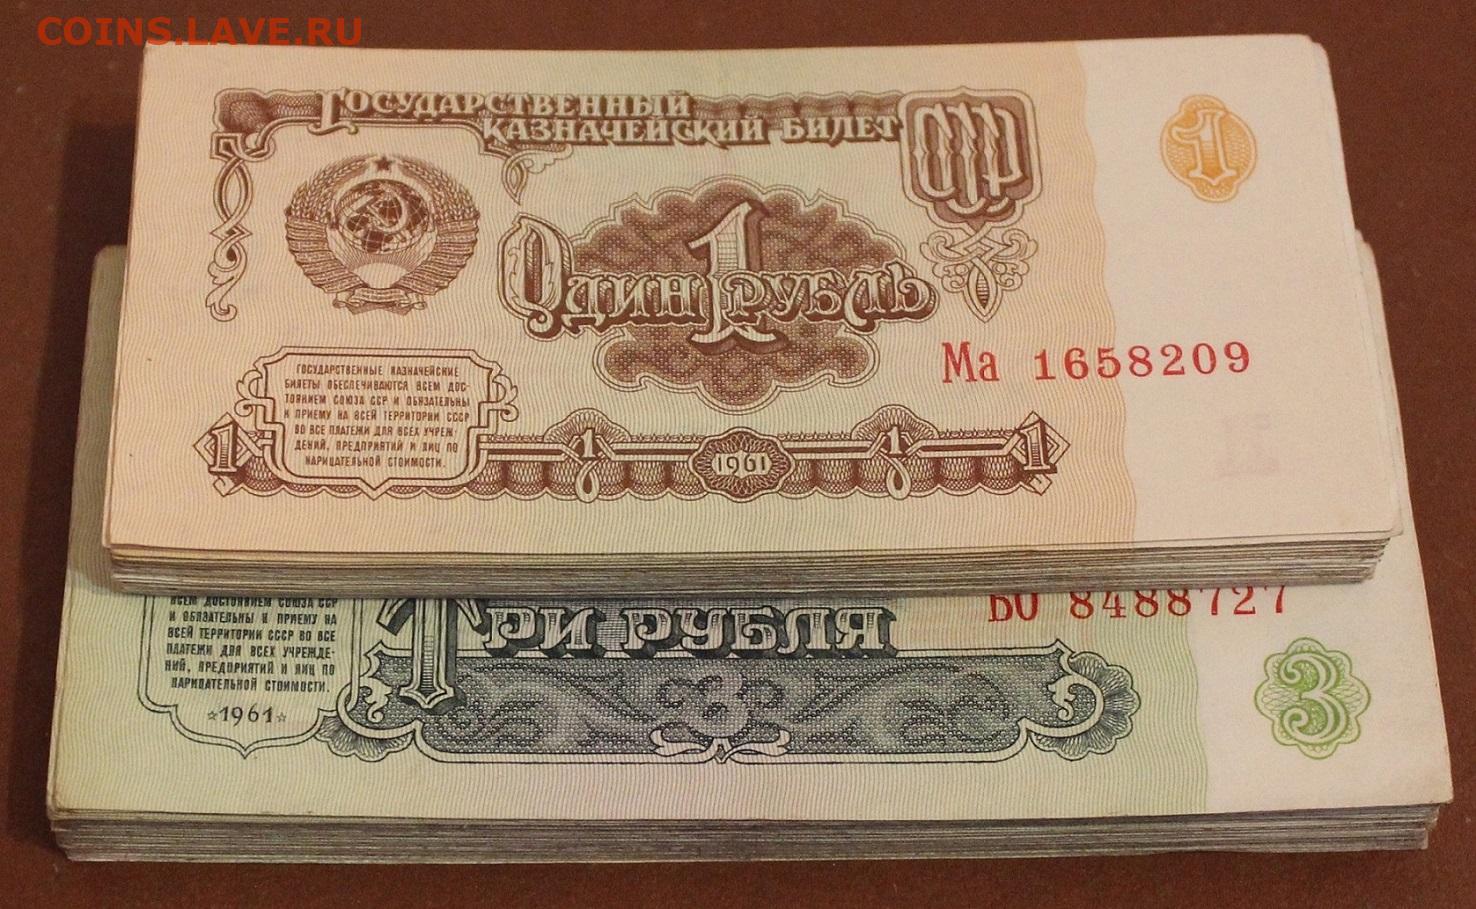 COINS.LAVE.RU
ГОСУДАРСТВЕННЫЙ
КАЗНАЧЕЙСКИЙ БИЛЕТ
СССР
1
1
ОДИН РУБЛЬ
Ма 1658209
ГОСУДАРСТВЕННЫЕ КАЗНАЧЕЙСКИЕ
БИЛЕТЫ ОБЕСПЕЧИВАЮТСЯ ВСЕМ ДОС-
ТОЯНИЕМ СОЮЗА ССР И ОБЯЗАТЕЛЬНЫ
К ПРИЕМУ НА ВСЕЙ ТЕРРИТОРИИ СССР
ВО ВСЕ ПЛАТЕЖИ ДЛЯ ВСЕХ УЧРЕЖ-
ДЕНИЙ, ПРЕДПРИЯТИЙ И ЛИЦ ПО
НАРИЦАТЕЛЬНОЙ СТОИМОСТИ.
1 1 1961 1 1
ВСЕМ ДОСТОЯНИЕМ СОЮЗА ССР
И ОБЯЗАТЕЛЬНЫ К ПРИЕМУ НА
ВСЕЙ ТЕРРИТОРИИ СССР ВО ВСЕ
ПЛАТЕЖИ ДЛЯ ВСЕХ УЧРЕЖДЕ-
НИЙ, ПРЕДПРИЯТИЙ И ЛИЦ ПО
НАРИЦАТЕЛЬНОЙ СТОИМОСТИ.
1961
ТРИ РУБЛЯ
8488727
3
3